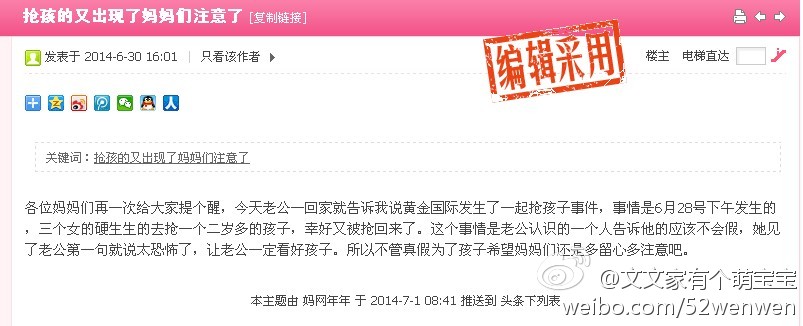 抢孩的又出现了妈妈们注意了 [复制链接]
发表于 2014-6-30 16:01 只看该作者 楼主 电梯直达
编辑采用
关键词：抢孩的又出现了妈妈们注意了
各位妈妈们再一次给大家提个醒，今天老公一回家就告诉我说黄金国际发生了一起抢孩子事件，事情是6月28号下午发生的
，三个女的硬生生的去抢一个二岁多的孩子，幸好又被抢回来了。这个事情是老公认识的一个人告诉他的应该不会假，她见
了老公第一句就说太恐怖了，让老公一定看好孩子。所以不管真假为了孩子希望妈妈们还是多留心多注意吧。
@文文家有个萌宝宝
本主题由 妈网年年 于 2014-7-1 08:41 推送到 头条下列表
weibo.com/52wenwen